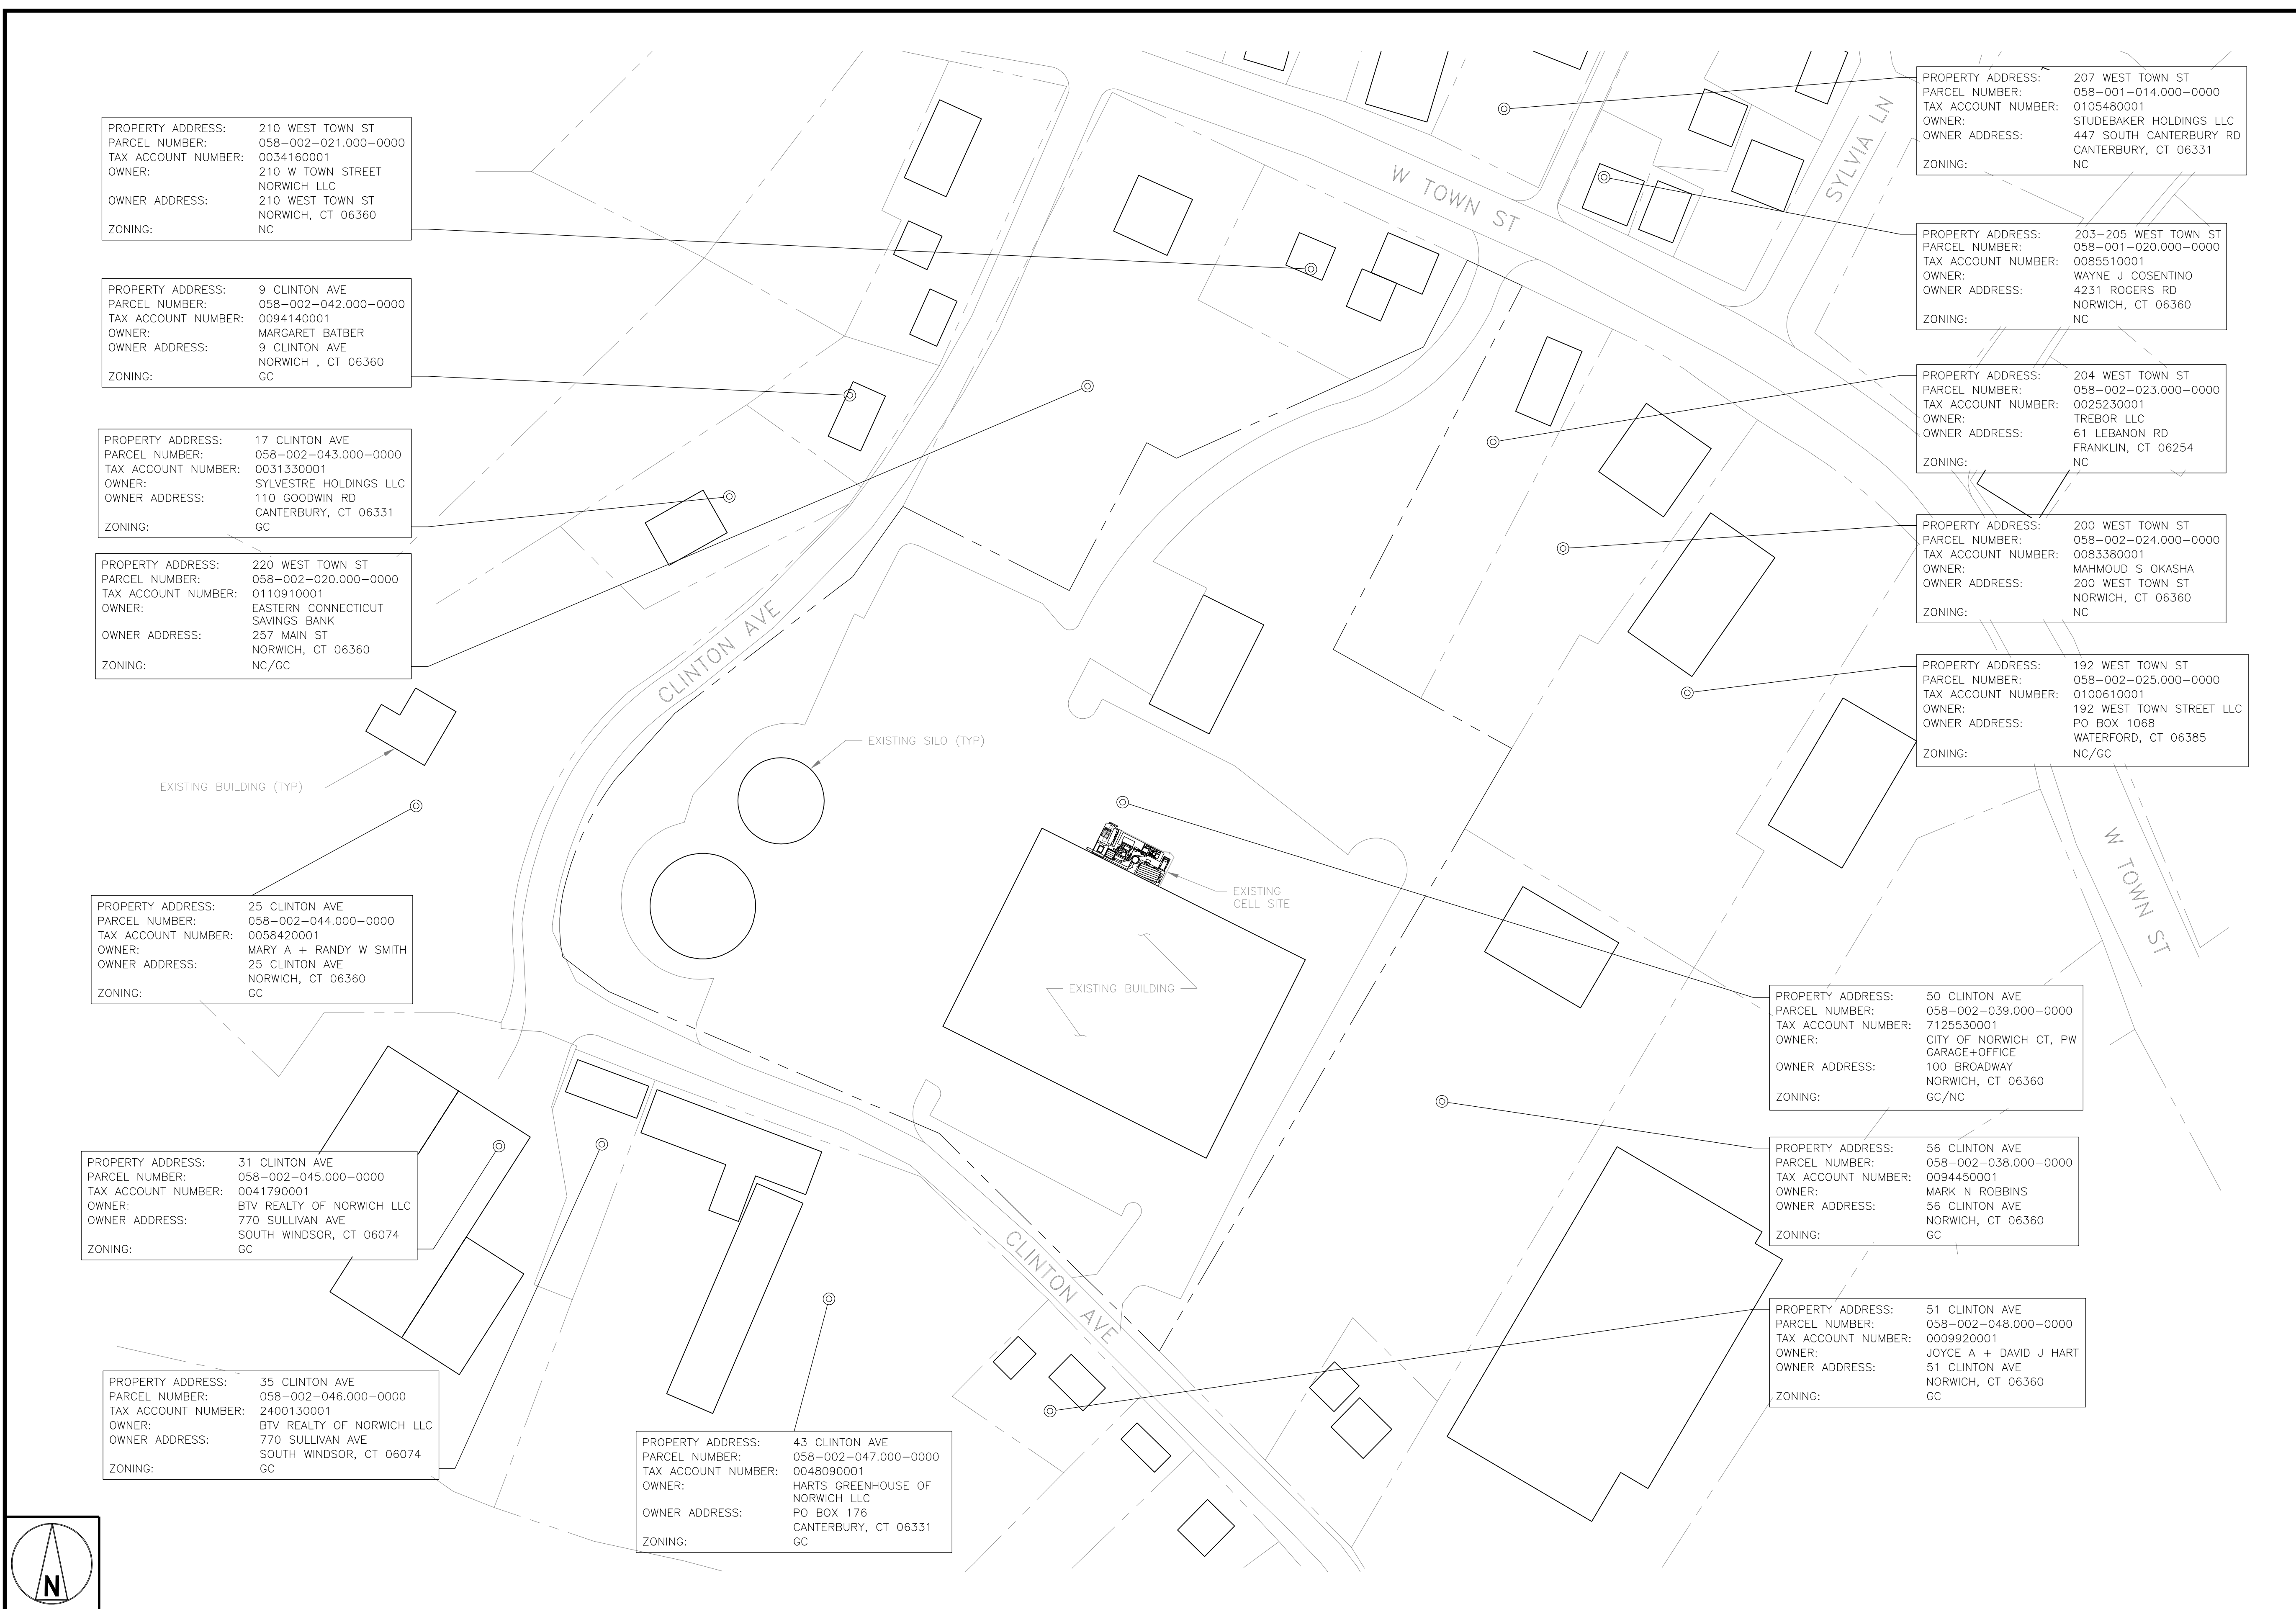 PROPERTY ADDRESS: 210 WEST TOWN ST
PARCEL NUMBER: 058-002-021.000-0000
TAX ACCOUNT NUMBER: 0034160001
OWNER: 210 W TOWN STREET
NORWICH LLC
OWNER ADDRESS: 210 WEST TOWN ST
NORWICH, CT 06360
ZONING: NC
PROPERTY ADDRESS: 9 CLINTON AVE
PARCEL NUMBER: 058-002-042.000-0000
TAX ACCOUNT NUMBER: 0094140001
OWNER: MARGARET BATBER
OWNER ADDRESS: 9 CLINTON AVE
NORWICH , CT 06360
ZONING: GC
PROPERTY ADDRESS: 17 CLINTON AVE
PARCEL NUMBER: 058-002-043.000-0000
TAX ACCOUNT NUMBER: 0031330001
OWNER: SYLVESTRE HOLDINGS LLC
OWNER ADDRESS: 110 GOODWIN RD
CANTERBURY, CT 06331
ZONING: GC
PROPERTY ADDRESS: 220 WEST TOWN ST
PARCEL NUMBER: 058-002-020.000-0000
TAX ACCOUNT NUMBER: 0110910001
OWNER: EASTERN CONNECTICUT
SAVINGS BANK
OWNER ADDRESS: 257 MAIN ST
NORWICH, CT 06360
ZONING: NC/GC
EXISTING BUILDING (TYP)
PROPERTY ADDRESS: 25 CLINTON AVE
PARCEL NUMBER: 058-002-044.000-0000
TAX ACCOUNT NUMBER: 0058420001
OWNER: MARY A + RANDY W SMITH
OWNER ADDRESS: 25 CLINTON AVE
NORWICH, CT 06360
ZONING: GC
PROPERTY ADDRESS: 31 CLINTON AVE
PARCEL NUMBER: 058-002-045.000-0000
TAX ACCOUNT NUMBER: 0041790001
OWNER: BTV REALTY OF NORWICH LLC
OWNER ADDRESS: 770 SULLIVAN AVE
SOUTH WINDSOR, CT 06074
ZONING: GC
PROPERTY ADDRESS: 35 CLINTON AVE
PARCEL NUMBER: 058-002-046.000-0000
TAX ACCOUNT NUMBER: 2400130001
OWNER: BTV REALTY OF NORWICH LLC
OWNER ADDRESS: 770 SULLIVAN AVE
SOUTH WINDSOR, CT 06074
ZONING: GC
N
W TOWN ST
SYLVIA LN
CLINTON AVE
EXISTING SILO (TYP)
EXISTING
CELL SITE
EXISTING BUILDING
CLINTON AVE
W TOWN ST
PROPERTY ADDRESS: 43 CLINTON AVE
PARCEL NUMBER: 058-002-047.000-0000
TAX ACCOUNT NUMBER: 0048090001
OWNER: HARTS GREENHOUSE OF
NORWICH LLC
OWNER ADDRESS: PO BOX 176
CANTERBURY, CT 06331
ZONING: GC
PROPERTY ADDRESS: 207 WEST TOWN ST
PARCEL NUMBER: 058-001-014.000-0000
TAX ACCOUNT NUMBER: 0105480001
OWNER: STUDEBAKER HOLDINGS LLC
OWNER ADDRESS: 447 SOUTH CANTERBURY RD
CANTERBURY, CT 06331
ZONING: NC
PROPERTY ADDRESS: 203-205 WEST TOWN ST
PARCEL NUMBER: 058-001-020.000-0000
TAX ACCOUNT NUMBER: 0085510001
OWNER: WAYNE J COSENTINO
OWNER ADDRESS: 4231 ROGERS RD
NORWICH, CT 06360
ZONING: NC
PROPERTY ADDRESS: 204 WEST TOWN ST
PARCEL NUMBER: 058-002-023.000-0000
TAX ACCOUNT NUMBER: 0025230001
OWNER: TREBOR LLC
OWNER ADDRESS: 61 LEBANON RD
FRANKLIN, CT 06254
ZONING: NC
PROPERTY ADDRESS: 200 WEST TOWN ST
PARCEL NUMBER: 058-002-024.000-0000
TAX ACCOUNT NUMBER: 0083380001
OWNER: MAHMOUD S OKASHA
OWNER ADDRESS: 200 WEST TOWN ST
NORWICH, CT 06360
ZONING: NC
PROPERTY ADDRESS: 192 WEST TOWN ST
PARCEL NUMBER: 058-002-025.000-0000
TAX ACCOUNT NUMBER: 0100610001
OWNER: 192 WEST TOWN STREET LLC
OWNER ADDRESS: PO BOX 1068
WATERFORD, CT 06385
ZONING: NC/GC
PROPERTY ADDRESS: 50 CLINTON AVE
PARCEL NUMBER: 058-002-039.000-0000
TAX ACCOUNT NUMBER: 7125530001
OWNER: CITY OF NORWICH CT, PW
GARAGE+OFFICE
OWNER ADDRESS: 100 BROADWAY
NORWICH, CT 06360
ZONING: GC/NC
PROPERTY ADDRESS: 56 CLINTON AVE
PARCEL NUMBER: 058-002-038.000-0000
TAX ACCOUNT NUMBER: 0094450001
OWNER: MARK N ROBBINS
OWNER ADDRESS: 56 CLINTON AVE
NORWICH, CT 06360
ZONING: GC
PROPERTY ADDRESS: 51 CLINTON AVE
PARCEL NUMBER: 058-002-048.000-0000
TAX ACCOUNT NUMBER: 0009920001
OWNER: JOYCE A + DAVID J HART
OWNER ADDRESS: 51 CLINTON AVE
NORWICH, CT 06360
ZONING: GC